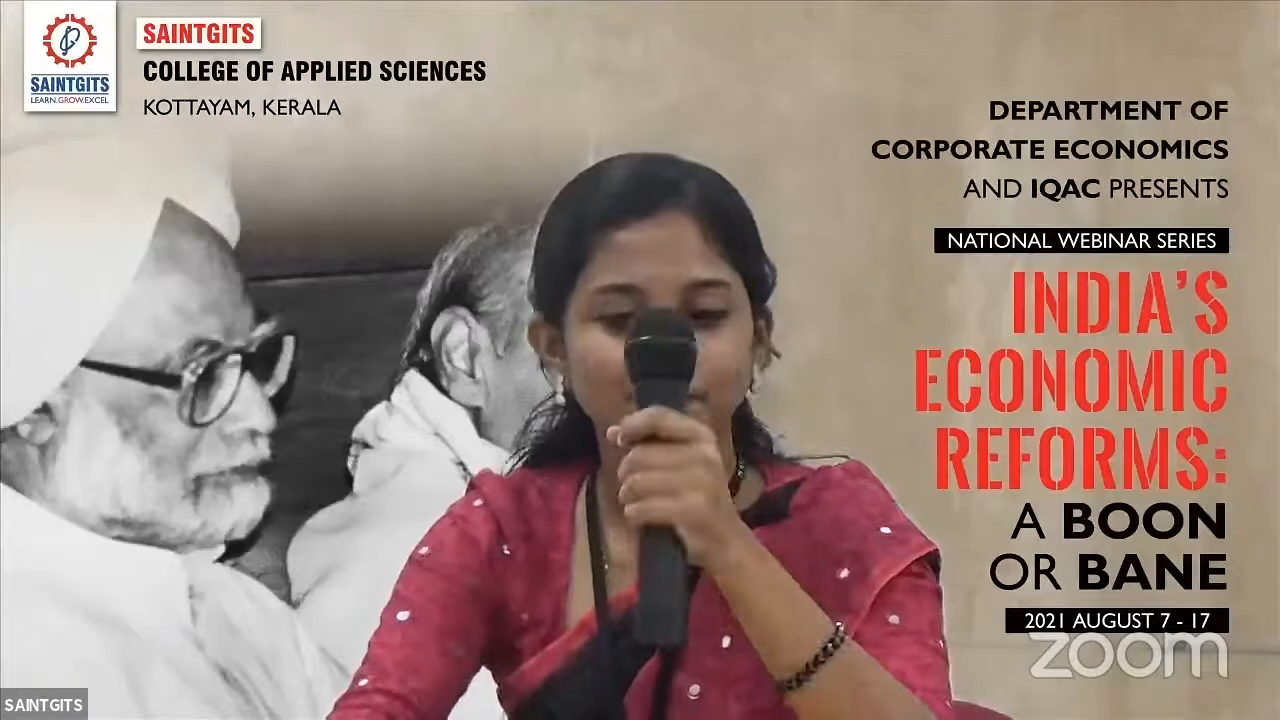 SAINTGITS
LEARN.GROW.EXCEL
SAINTGITS
COLLEGE OF APPLIED SCIENCES
KOTTAYAM, KERALA
DEPARTMENT OF
CORPORATE ECONOMICS
AND IQAC PRESENTS
NATIONAL WEBINAR SERIES
INDIA'S
ECONOMIC
REFORMS:
A BOON
OR BANE
2021 AUGUST 7 - 17
zoom
SAINTGITS